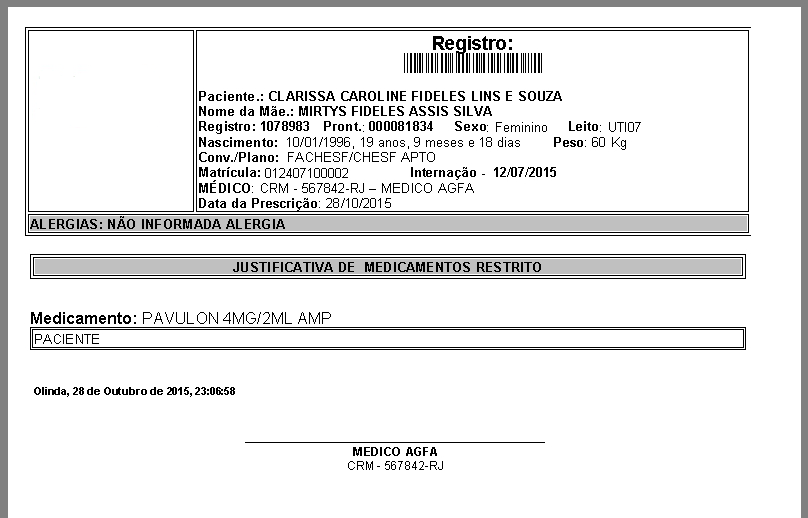 Registro:
Paciente.: CLARISSA CAROLINE FIDELES LINS E SOUZA
Nome da Mãe.: MIRTYS FIDELES ASSIS SILVA
Registro: 1078983 Pront.: 000081834 Sexo: Feminino Leito: UTI07
Nascimento: 10/01/1996, 19 anos, 9 meses e 18 dias Peso: 60 Kg
Conv./Plano: FACHESF/CHESF APTO
Matrícula: 012407100002 Internação - 12/07/2015
MÉDICO: CRM - 567842-RJ – MEDICO AGFA
Data da Prescrição: 28/10/2015
ALERGIAS: NÃO INFORMADA ALERGIA
JUSTIFICATIVA DE MEDICAMENTOS RESTRITO
Medicamento: PAVULON 4MG/2ML AMP
PACIENTE
Olinda, 28 de Outubro de 2015, 23:06:58
MEDICO AGFA
CRM - 567842-RJ